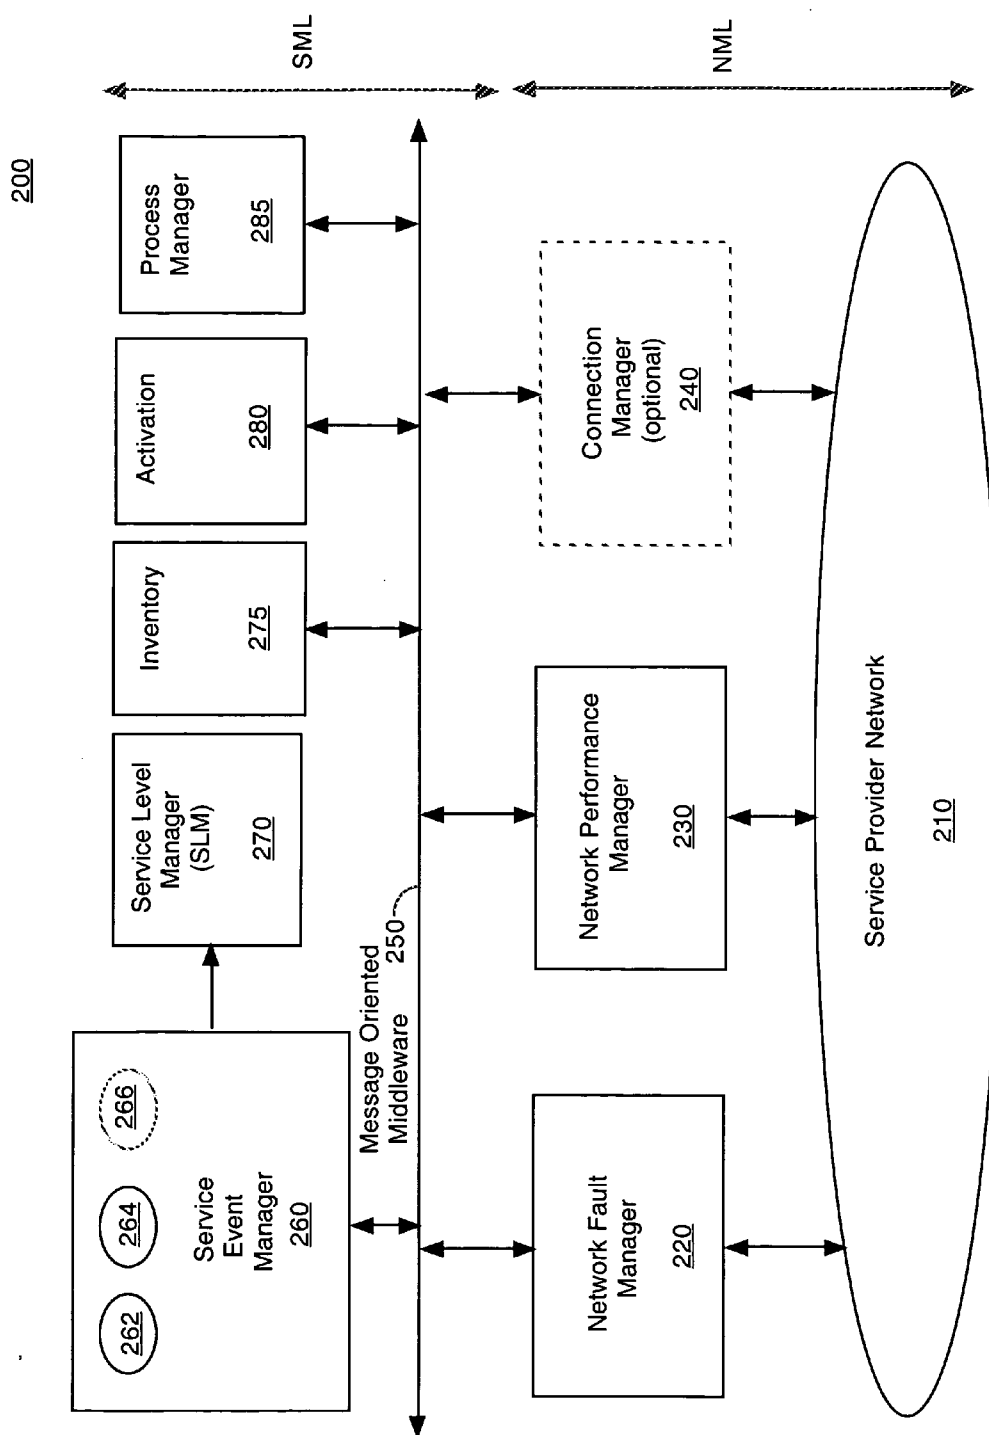 200
SML
NML
262
264
266
Service
Event
Manager
260
Service Level
Manager
(SLM)
270
Inventory
275
Activation
280
Process
Manager
285
Message Oriented
Middleware
250
Network Fault
Manager
220
Network Performance
Manager
230
Connection
Manager
(optional)
240
Service Provider Network
210